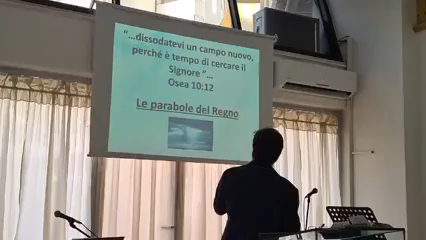 “...dissodatevi un campo nuovo,
perché è tempo di cercare il
Signore ”...
Osea 10:12
Le parabole del Regno